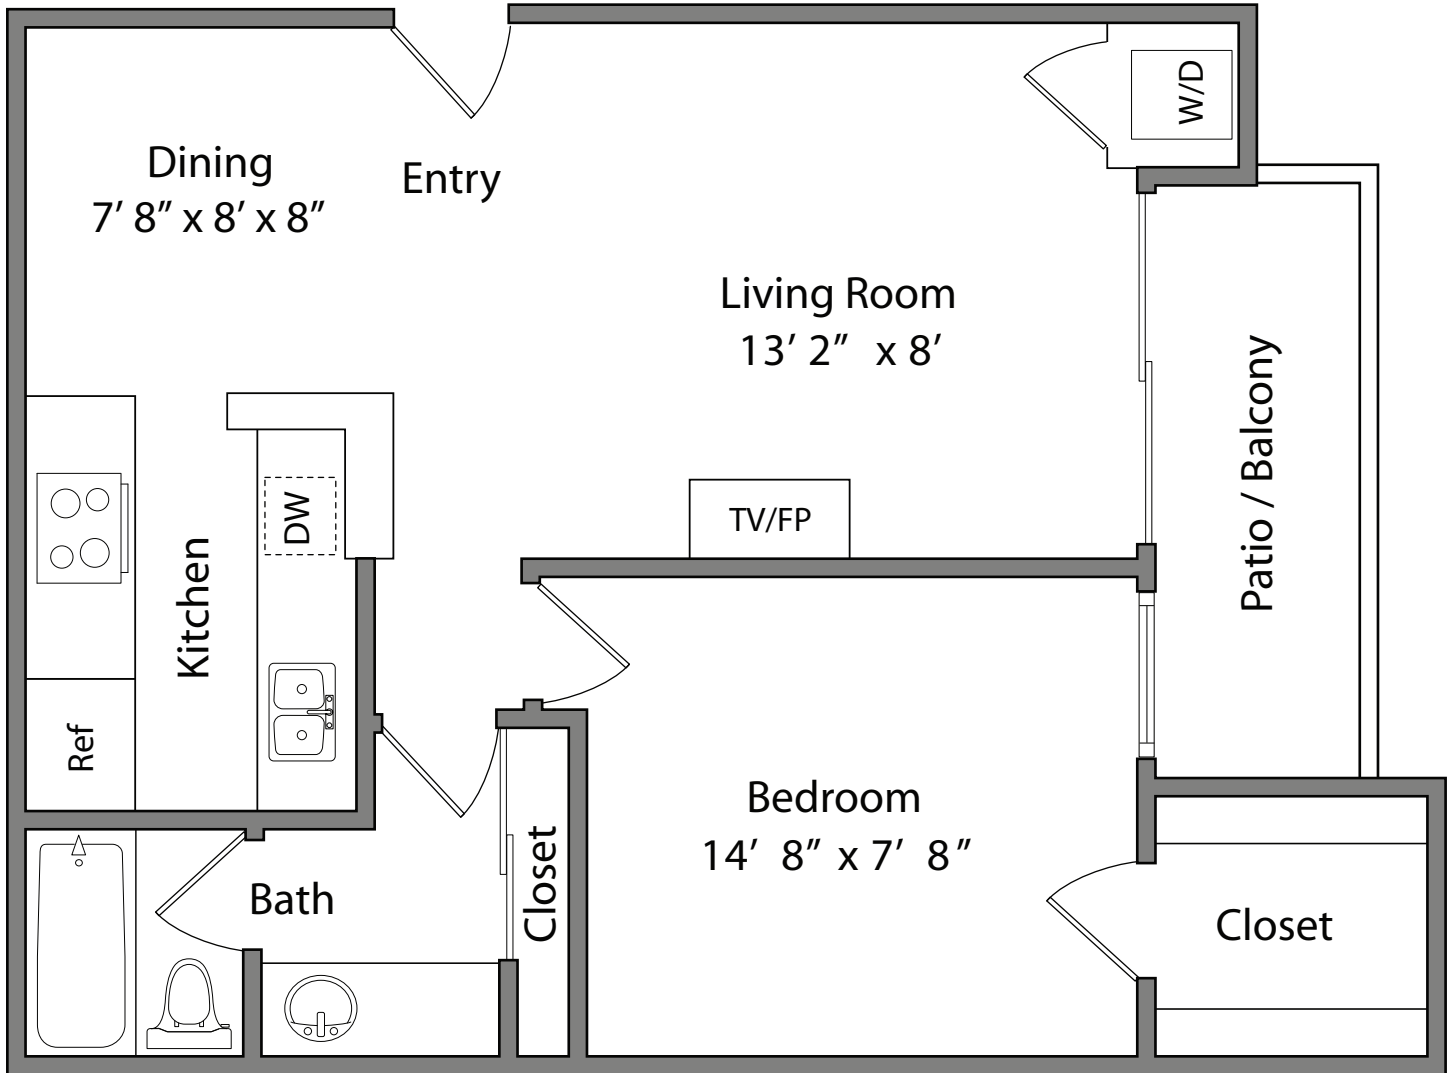 W/D
Dining
7’ 8” x 8’ x 8”
Entry
Living Room
13’ 2” x 8’
Patio / Balcony
TV/FP
DW
Kitchen
Ref
Bedroom
14’ 8” x 7’ 8”
Bath
Closet
Closet